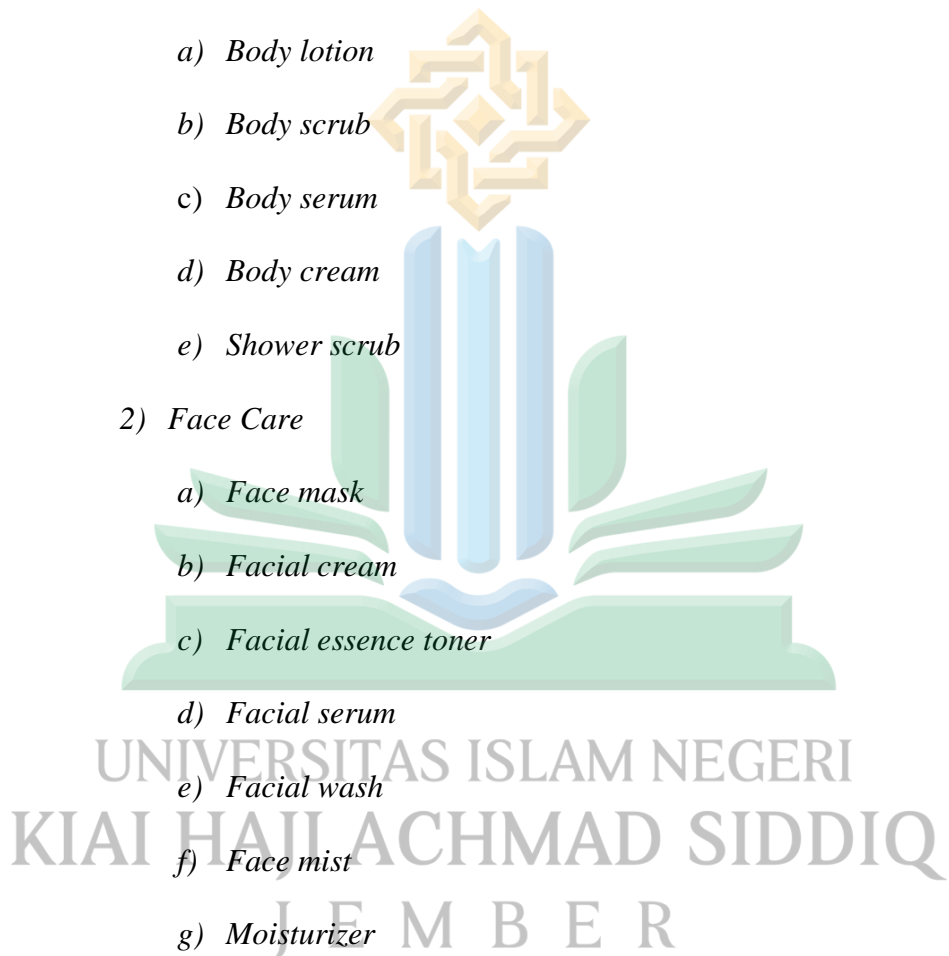 a) Body lotion
b) Body scrub
c) Body serum
d) Body cream
e) Shower scrub
2) Face Care
a) Face mask
b) Facial cream
c) Facial essence toner
d) Facial serum
UNIVERSITAS ISLAM NEGERI
e) Facial wash
KIAI HAJI ACHMAD SIDDIQ
f) Face mist
JEMBER
g) Moisturizer